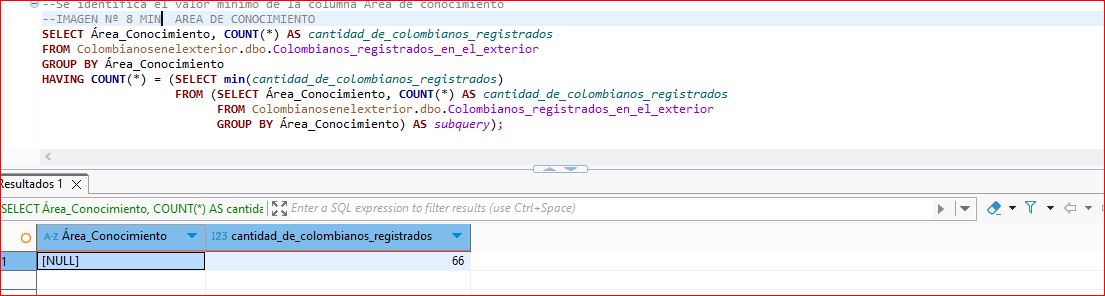 --Se identifica el valor minimo de la columna Area de conocimiento
--IMAGEN Nº 8 MIN  AREA DE CONOCIMIENTO
SELECT Área_Conocimiento, COUNT(*) AS cantidad_de_colombianos_registrados
FROM Colombianosenelexterior.dbo.Colombianos_registrados_en_el_exterior
GROUP BY Área_Conocimiento
HAVING COUNT(*) = (SELECT min(cantidad_de_colombianos_registrados)
FROM (SELECT Área_Conocimiento, COUNT(*) AS cantidad_de_colombianos_registrados
FROM Colombianosenelexterior.dbo.Colombianos_registrados_en_el_exterior
GROUP BY Área_Conocimiento) AS subquery);
Resultados 1
SELECT Área_Conocimiento, COUNT(*) AS cantida Enter a SQL expression to filter results (use Ctrl+Space)
A-Z Área_Conocimiento 123 cantidad_de_colombianos_registrados
1 [NULL] 66